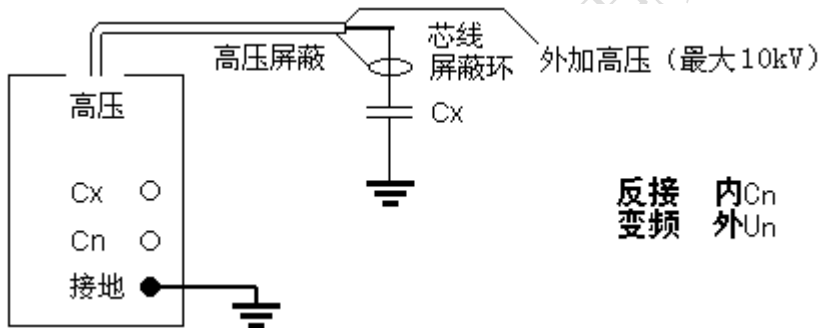 芯线
高压屏蔽
屏蔽环
外加高压（最大10kV）
高压
Cx
Cx
反接 内Cn
变频 外Un
Cn
接地